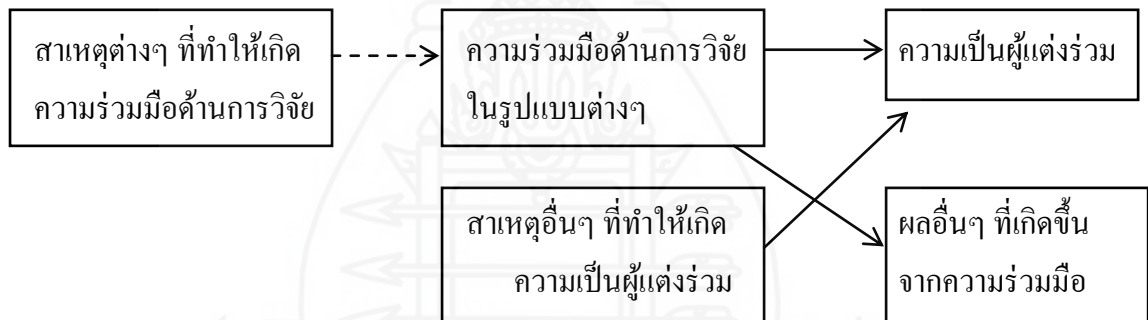 สาเหตุต่างๆ ที่ทำให้เกิด
ความร่วมมือด้านการวิจัย
ความร่วมมือด้านการวิจัย
ในรูปแบบต่างๆ
ความเป็นผู้แต่งร่วม
สาเหตุอื่นๆ ที่ทำให้เกิด
ความเป็นผู้แต่งร่วม
ผลอื่นๆ ที่เกิดขึ้น
จากความร่วมมือ